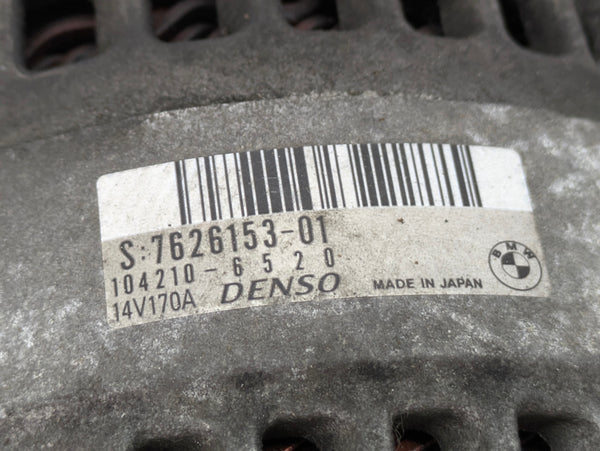 S:7626153-01
104210-6520
14V170A DENSO MADE IN JAPAN BMW